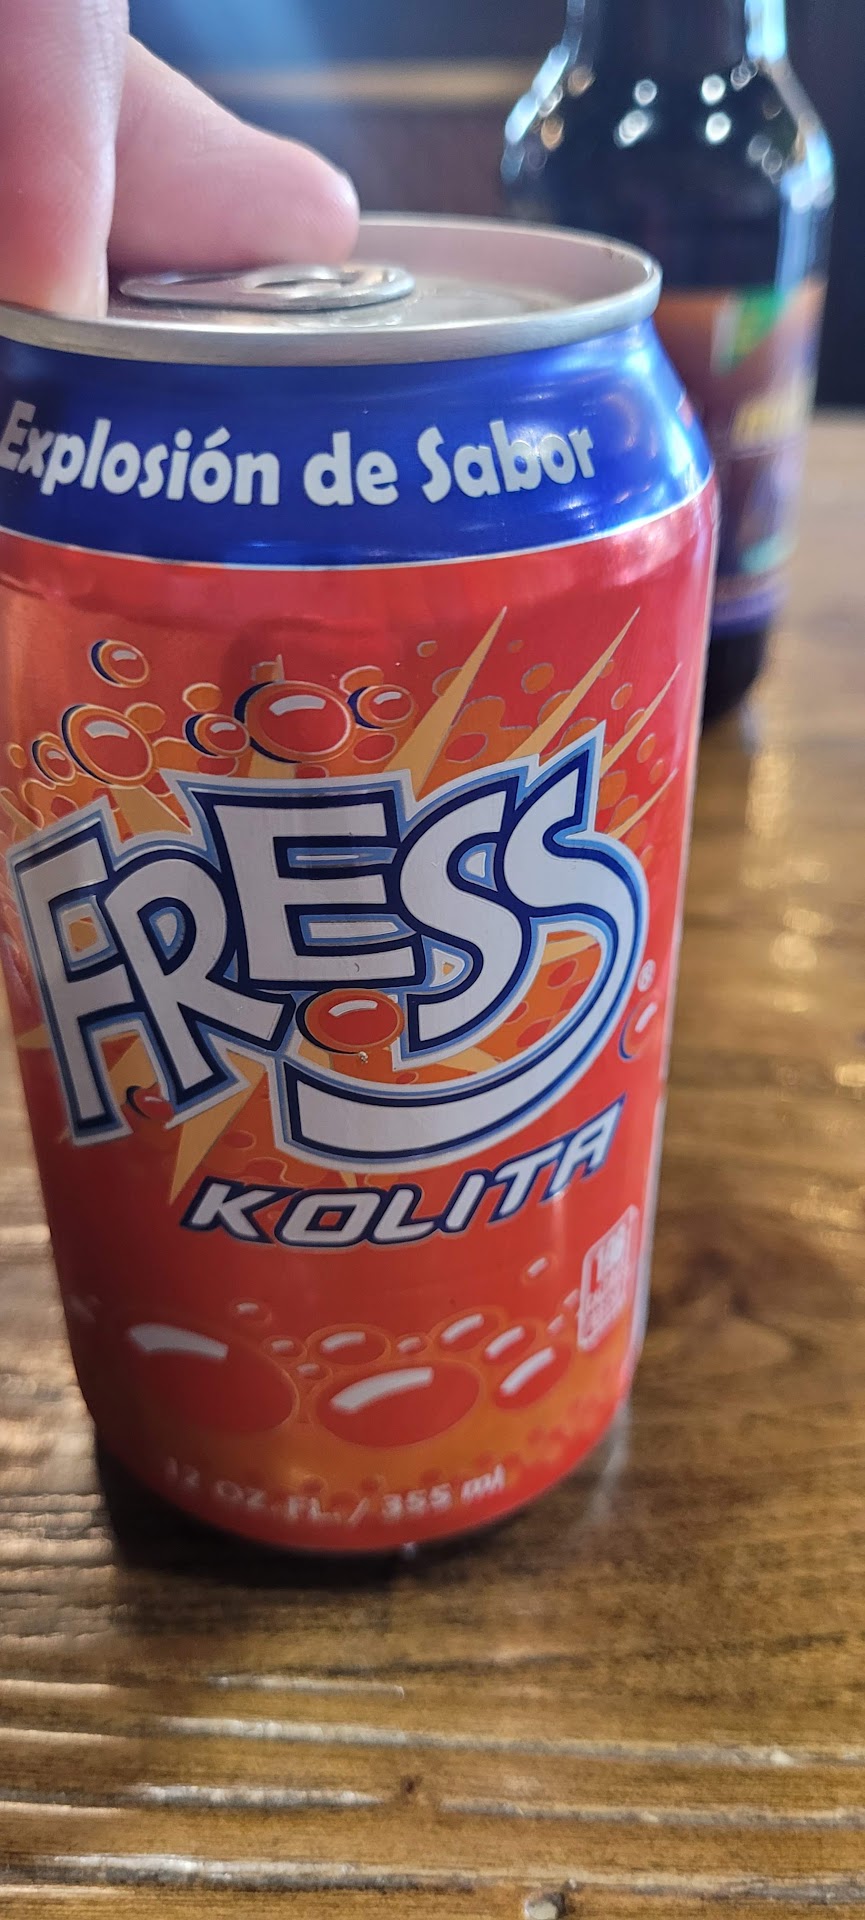 Explosión de Sabor
FRESS®
KOLITA
12 OZ. FL. / 355 ml